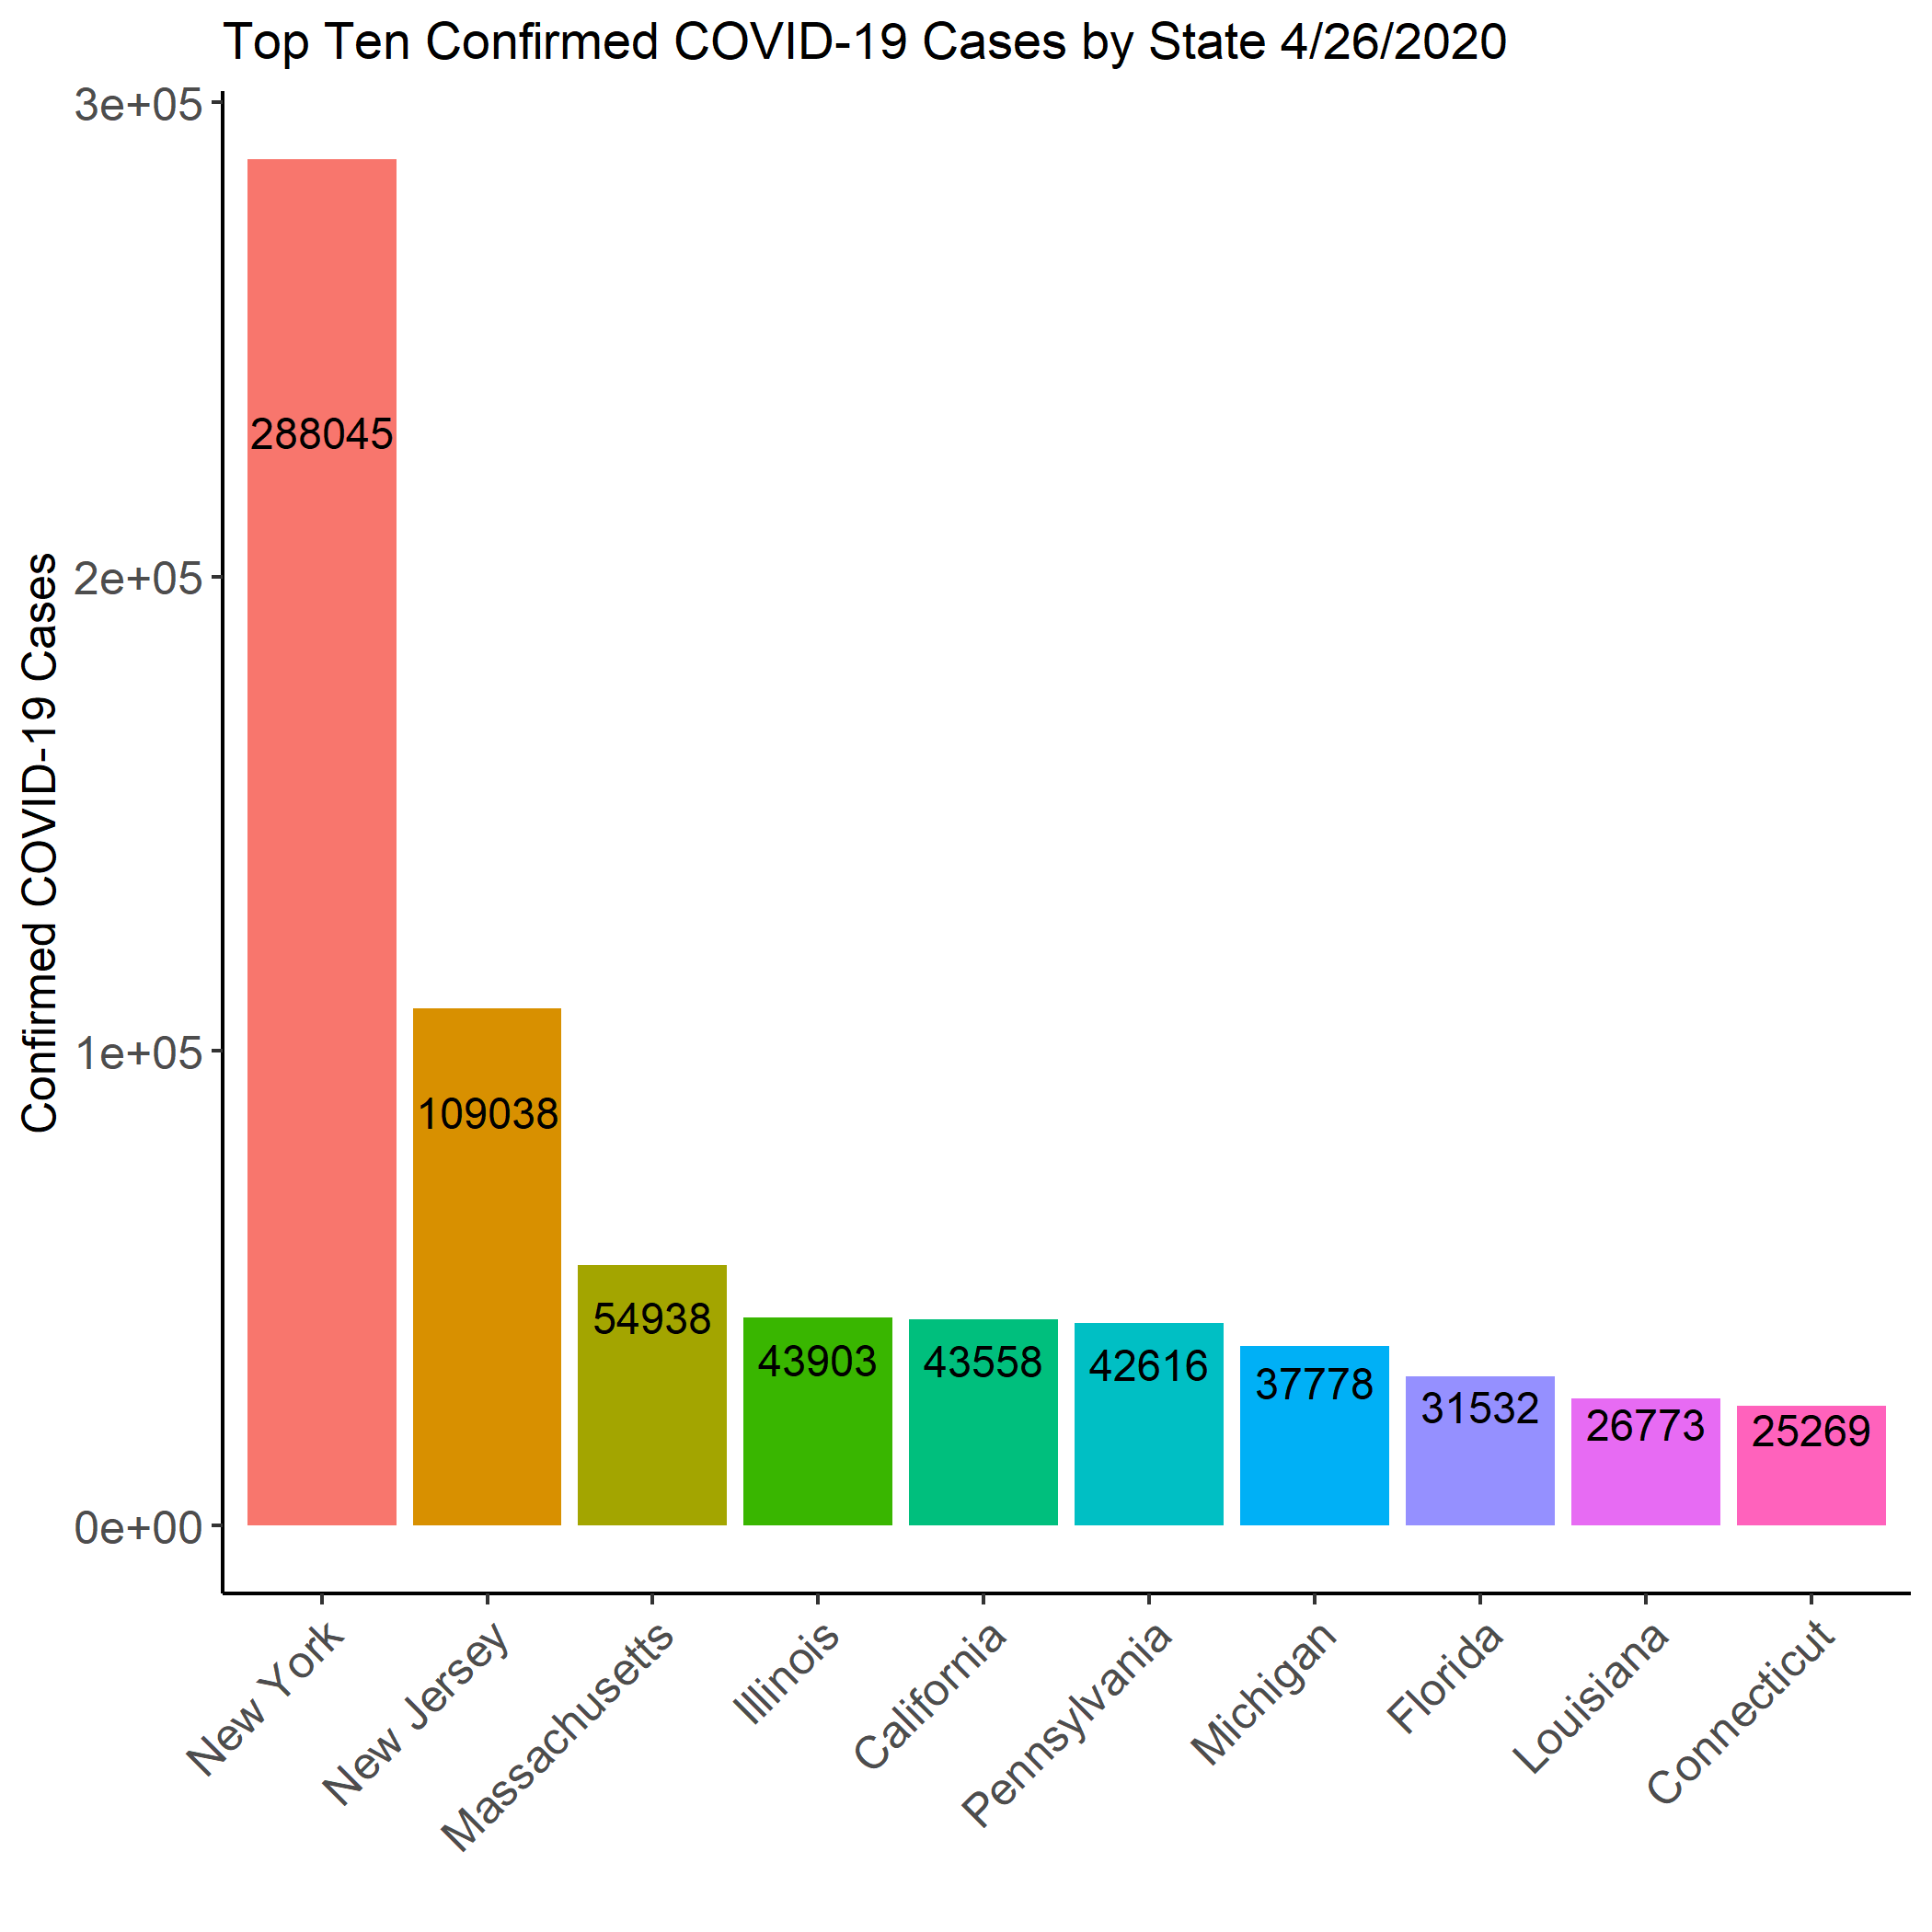 Top Ten Confirmed COVID-19 Cases by State 4/26/2020
Confirmed COVID-19 Cases
3e+05
2e+05
1e+05
0e+00
288045
109038
54938
43903
43558
42616
37778
31532
26773
25269
New York
New Jersey
Massachusetts
Illinois
California
Pennsylvania
Michigan
Florida
Louisiana
Connecticut